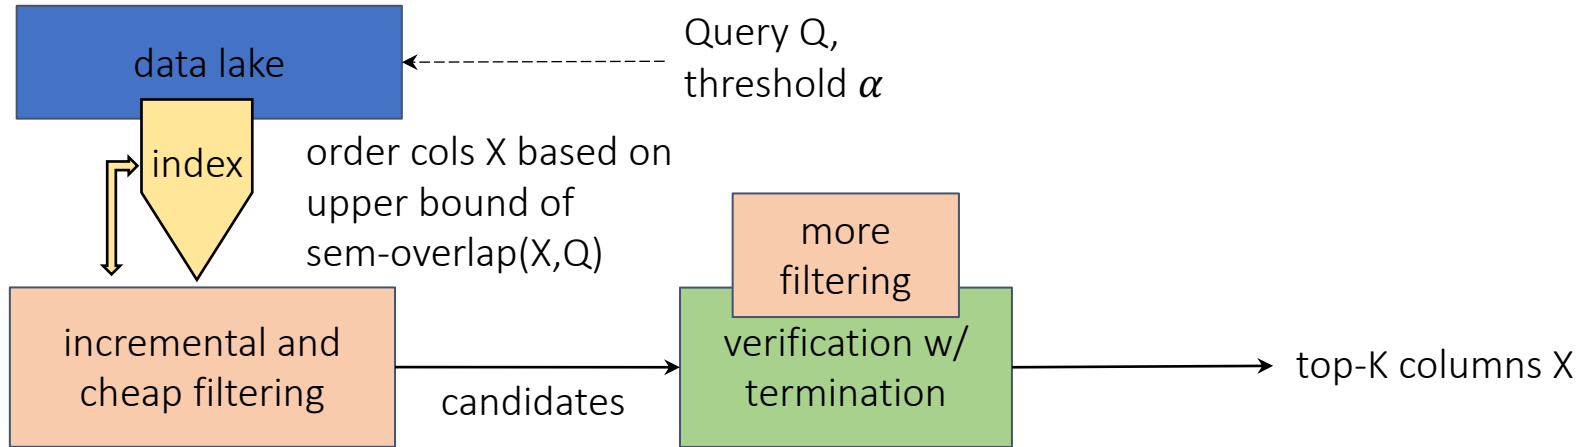 data lake
Query Q,
threshold α
index
order cols X based on
upper bound of
sem-overlap(X,Q)
more
filtering
incremental and
cheap filtering
candidates
verification w/
termination
top-K columns X